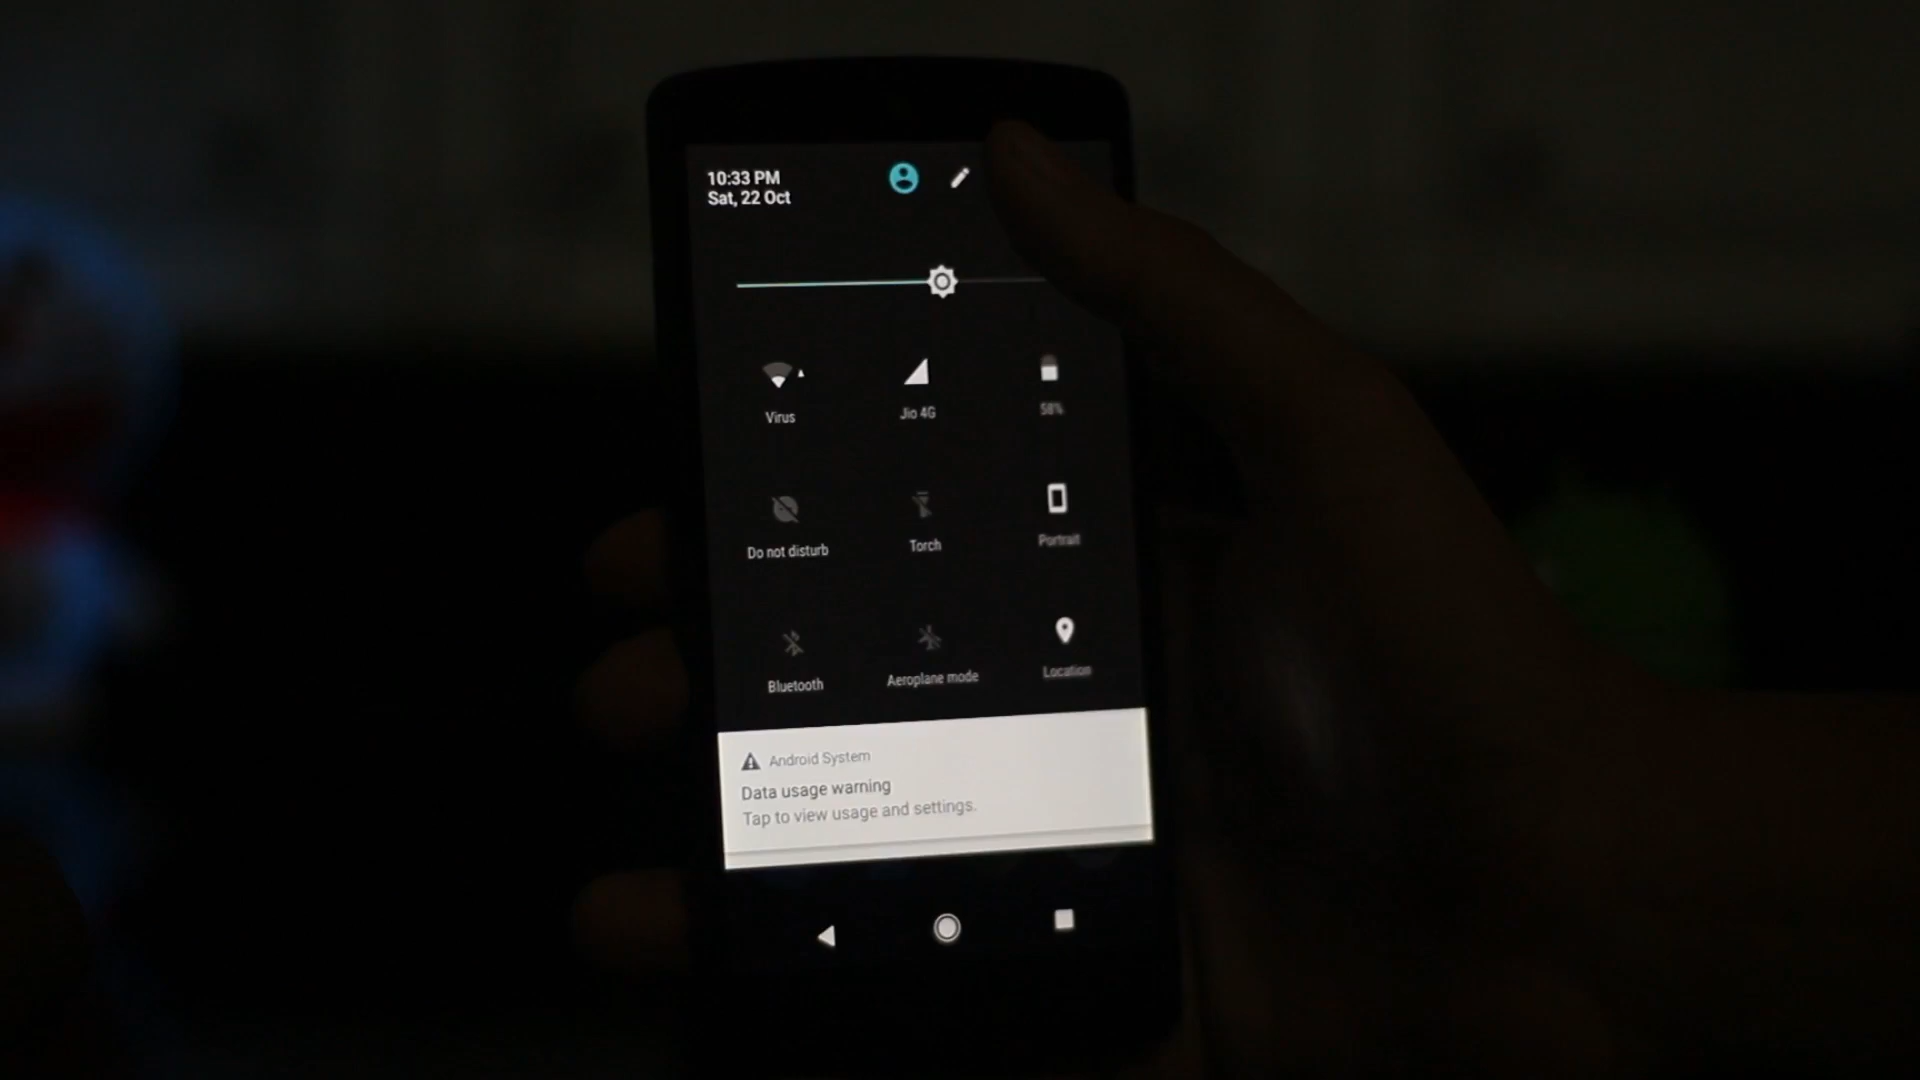 10:33 PM
Sat, 22 Oct
Virus
Jio 4G
58%
Do not disturb
Torch
Portrait
Bluetooth
Aeroplane mode
Location
Android System
Data usage warning
Tap to view usage and settings.